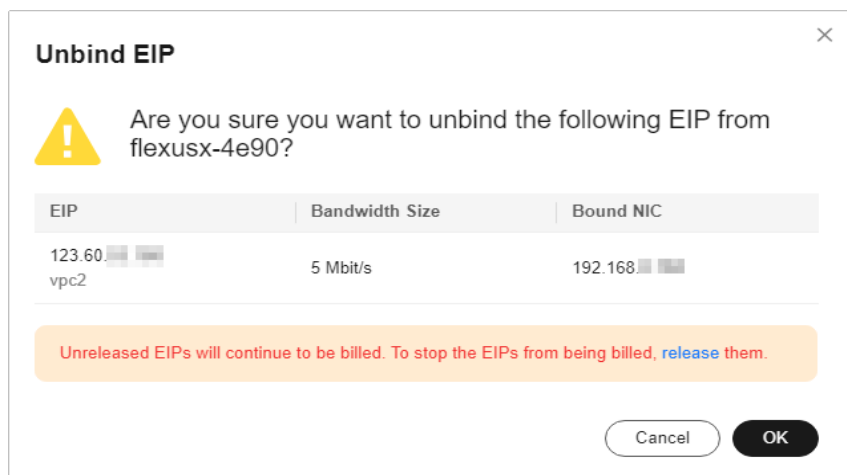 Unbind EIP
Are you sure you want to unbind the following EIP from
flexusx-4e90?
EIP Bandwidth Size Bound NIC
123.60.
vpc2
5 Mbit/s
192.168.
Unreleased EIPs will continue to be billed. To stop the EIPs from being billed, release them.
Cancel OK